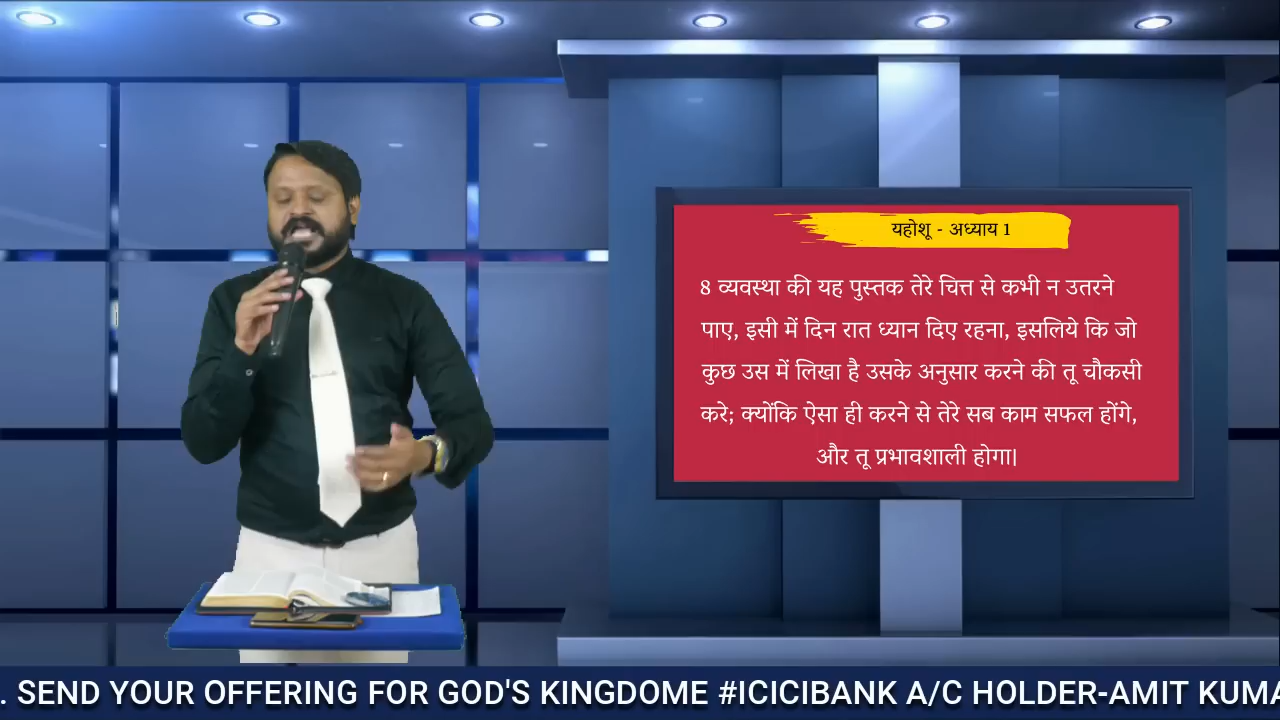 यहोशू - अध्याय 1
8 व्यवस्था की यह पुस्तक तेरे चित्त से कभी न उतरने
पाए, इसी में दिन रात ध्यान दिए रहना, इसलिये कि जो
कुछ उस में लिखा है उसके अनुसार करने की तू चौकसी
करे; क्योंकि ऐसा ही करने से तेरे सब काम सफल होंगे,
और तू प्रभावशाली होगा।
. SEND YOUR OFFERING FOR GOD'S KINGDOME #ICICIBANK A/C HOLDER-AMIT KUMA